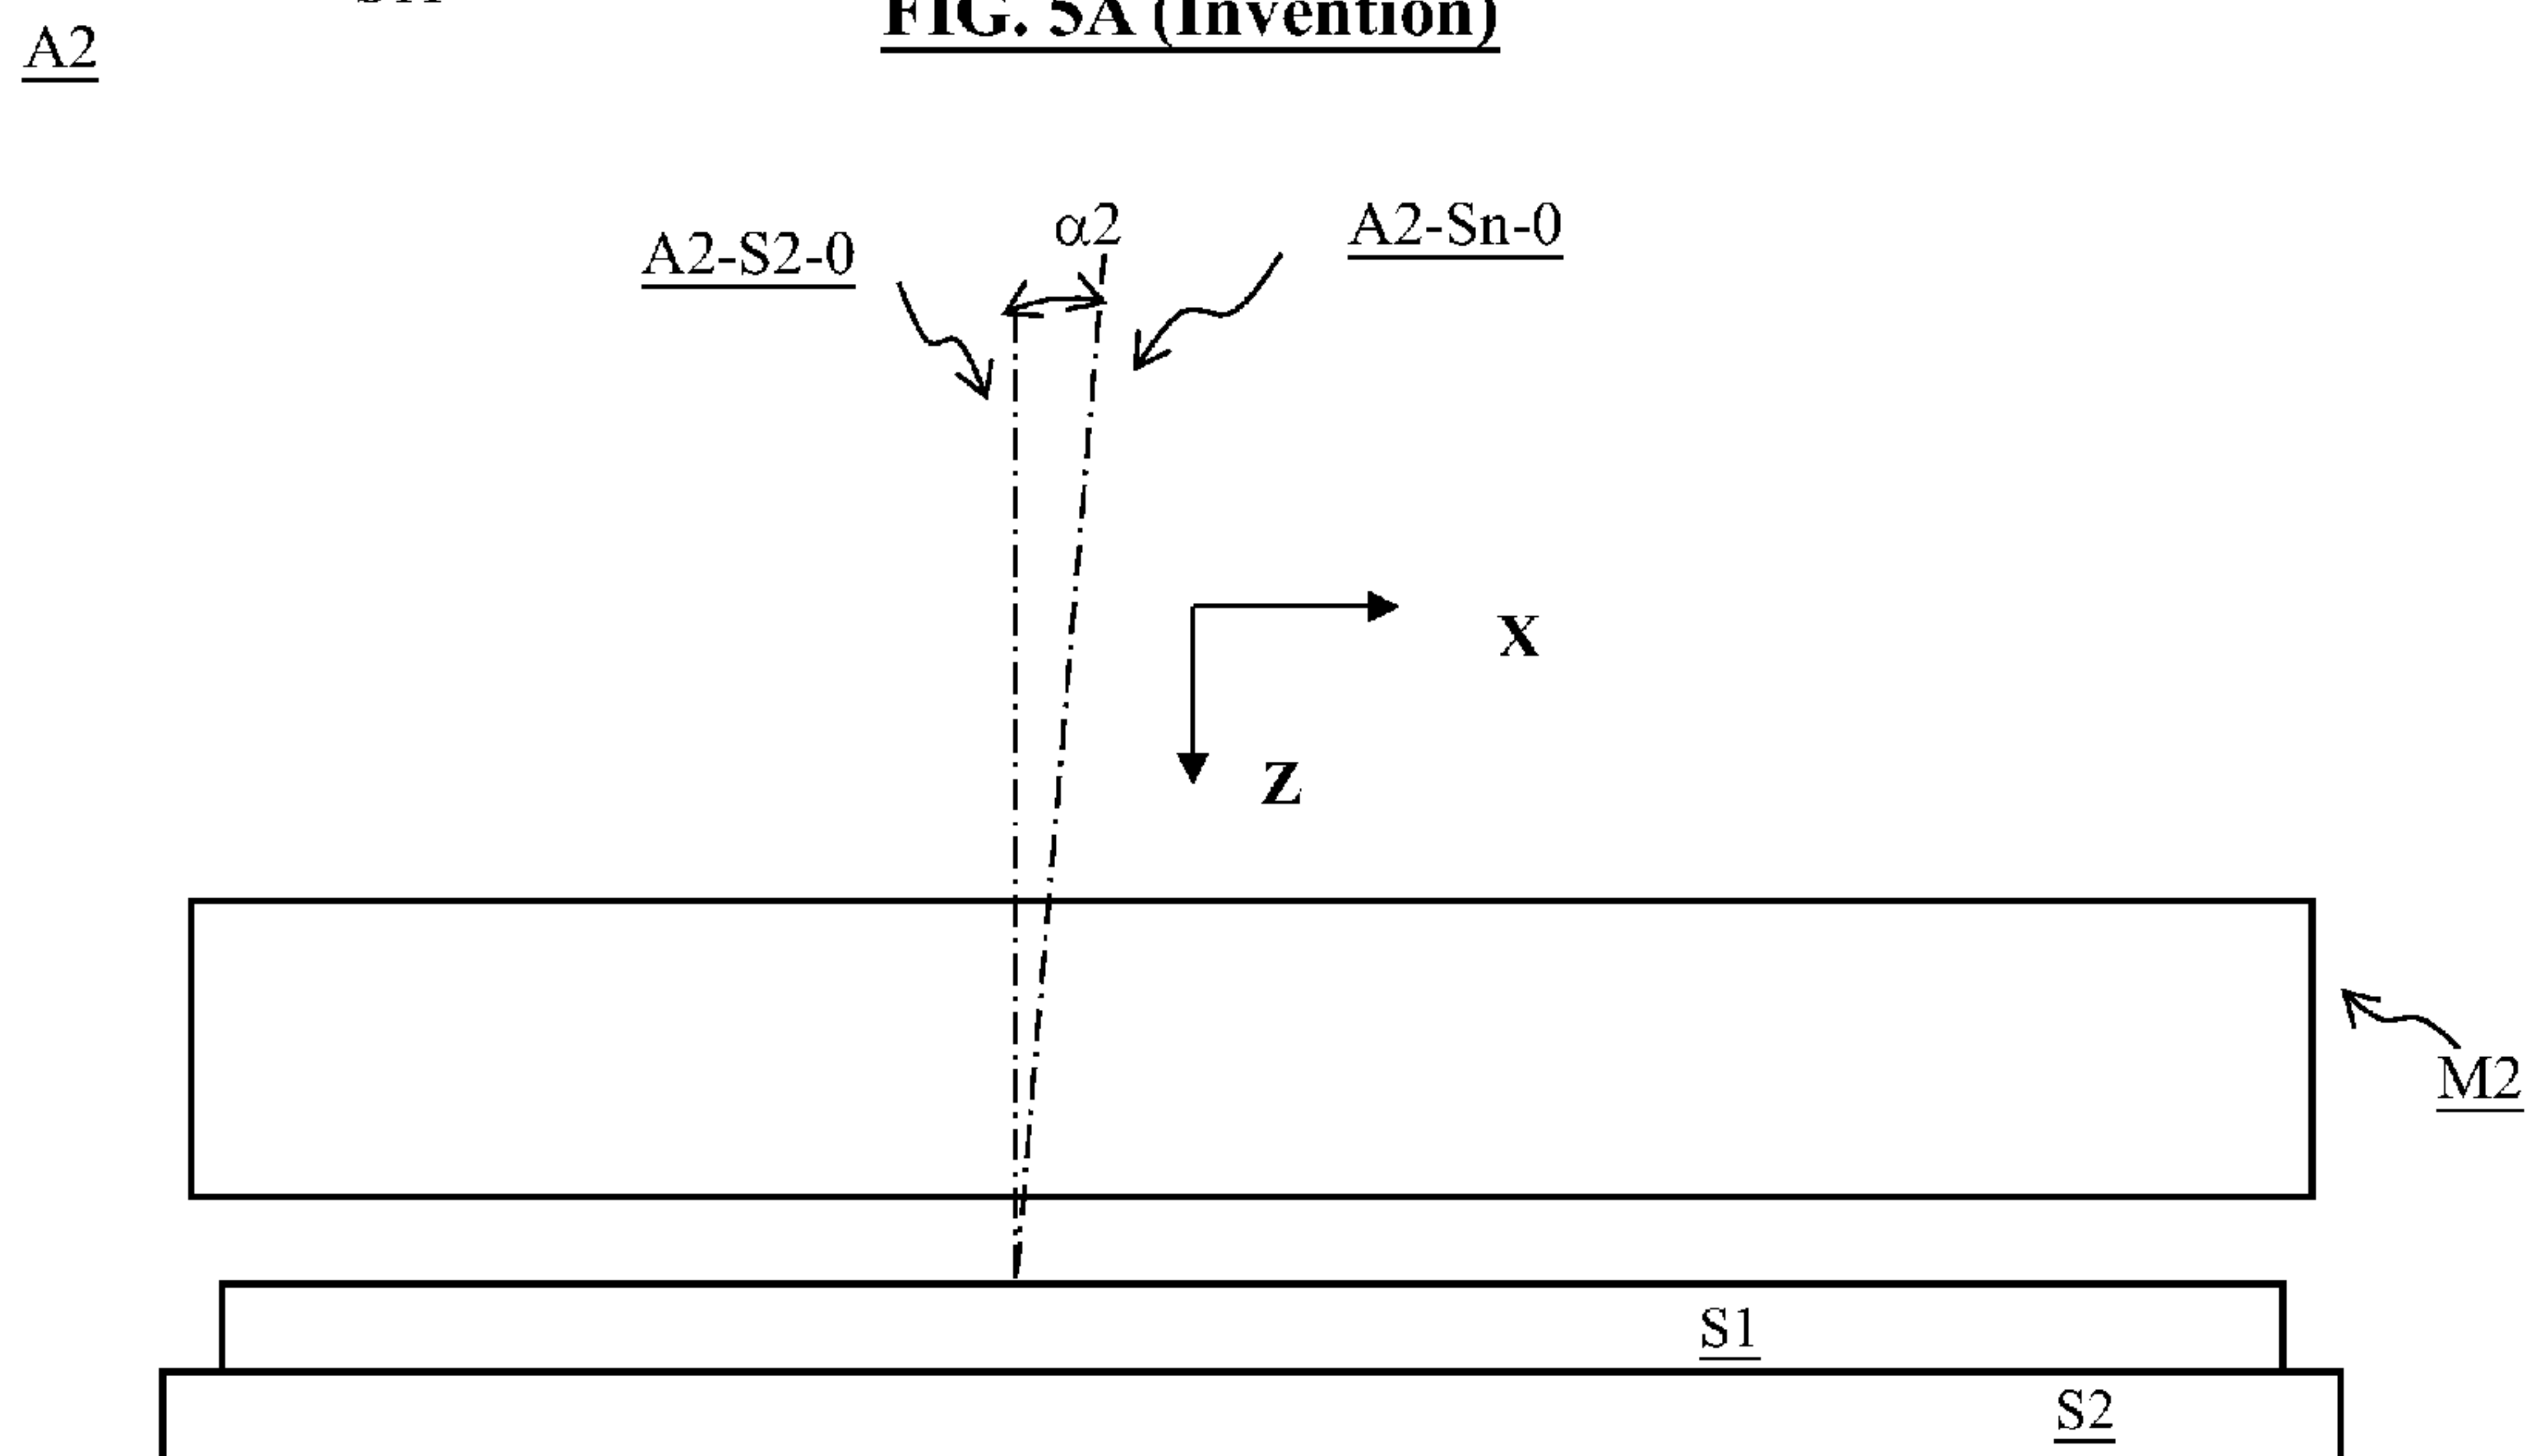 FIG. 5A (Invention)
A2
α2
A2-Sn-0
A2-S2-0
X
Z
M2
S1
S2